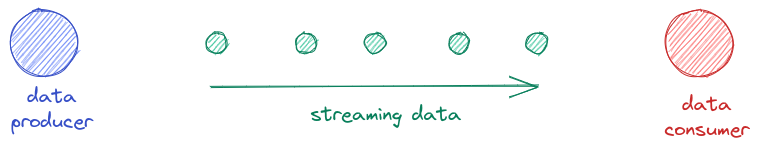 data
producer
streaming data
data
consumer